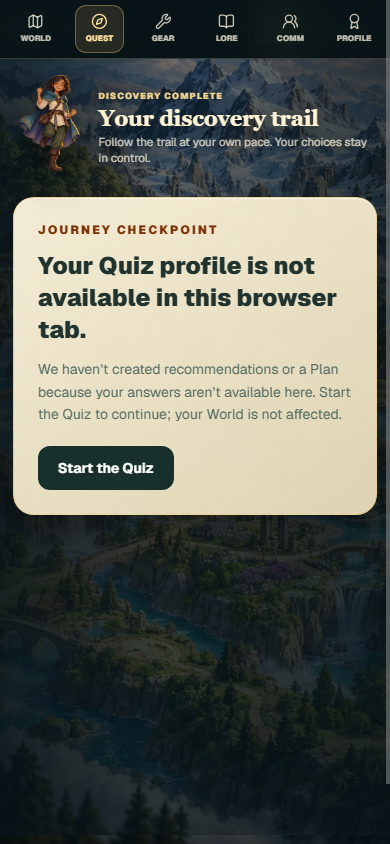 WORLD
QUEST
GEAR
LORE
COMM
PROFILE
DISCOVERY COMPLETE
Your discovery trail
Follow the trail at your own pace. Your choices stay
in control.
JOURNEY CHECKPOINT
Your Quiz profile is not
available in this browser
tab.
We haven’t created recommendations or a Plan
because your answers aren’t available here. Start
the Quiz to continue; your World is not affected.
Start the Quiz